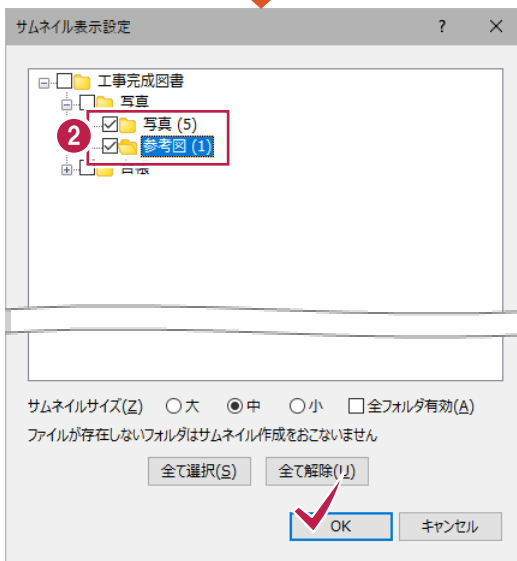 サムネイル表示設定 ? ×
工事完成図書
写真
2 写真 (5)
参考図 (1)
台帳
サムネイルサイズ(Z) 大 中 小 全フォルダ有効(A)
ファイルが存在しないフォルダはサムネイル作成をおこないません
全て選択(S) 全て解除(U)
OK キャンセル